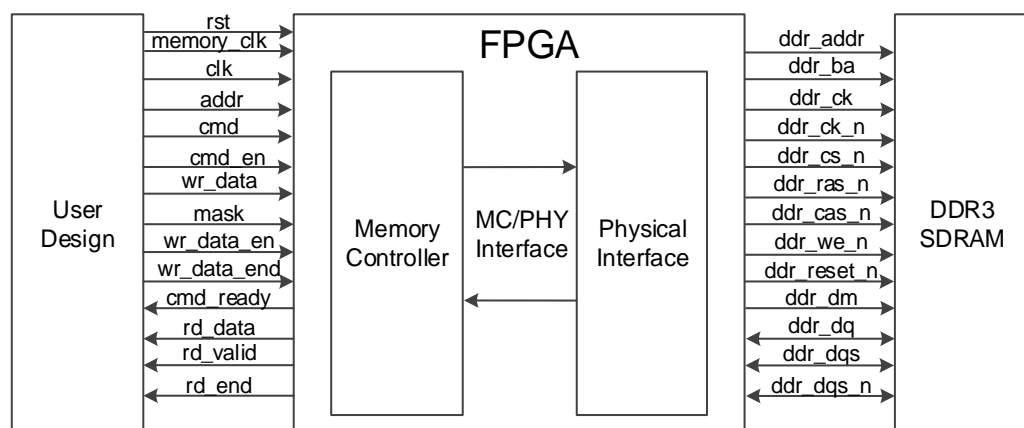 rst
memory_clk
clk
addr
cmd
cmd_en
wr_data
mask
wr_data_en
wr_data_end
cmd_ready
rd_data
rd_valid
rd_end
User
Design
FPGA
Memory
Controller
MC/PHY
Interface
Physical
Interface
ddr_addr
ddr_ba
ddr_ck
ddr_ck_n
ddr_cs_n
ddr_ras_n
ddr_cas_n
ddr_we_n
ddr_reset_n
ddr_dm
ddr_dq
ddr_dqs
ddr_dqs_n
DDR3
SDRAM